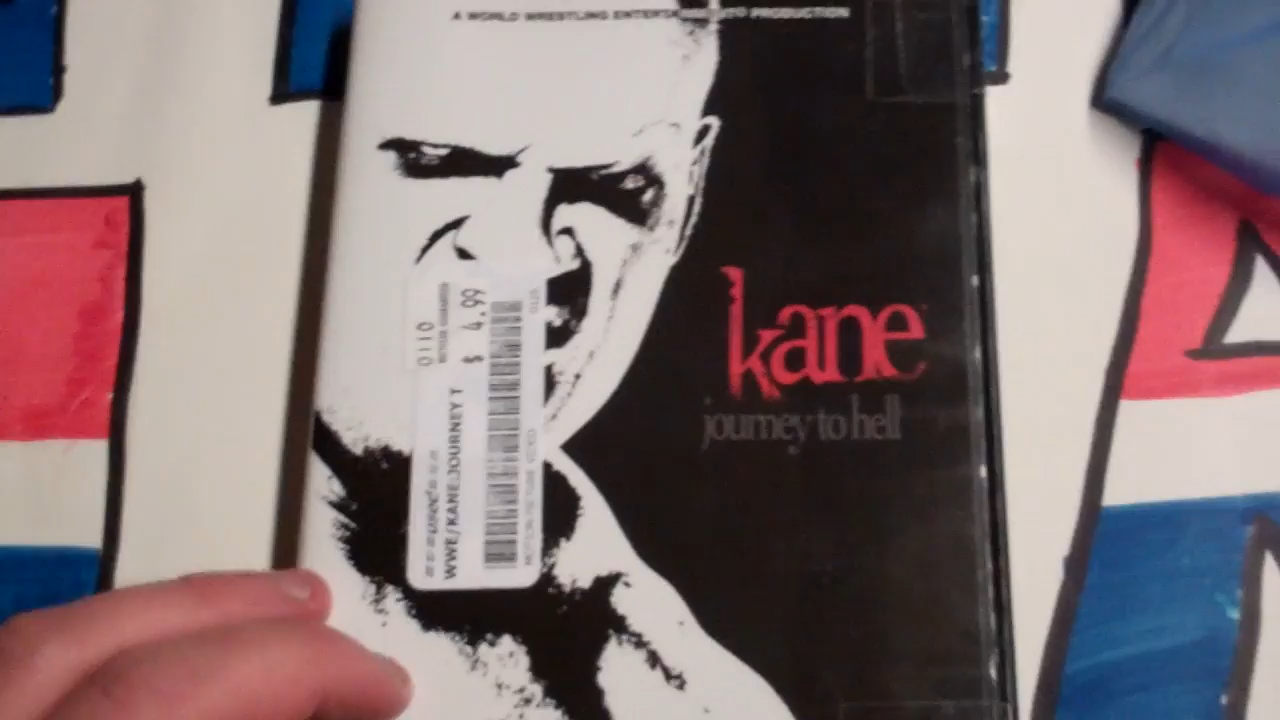 A WORLD WRESTLING ENTERTAINMENT® PRODUCTION
kane
journey to hell
0110
$ 4.99
WWE/KANE:JOURNEY T